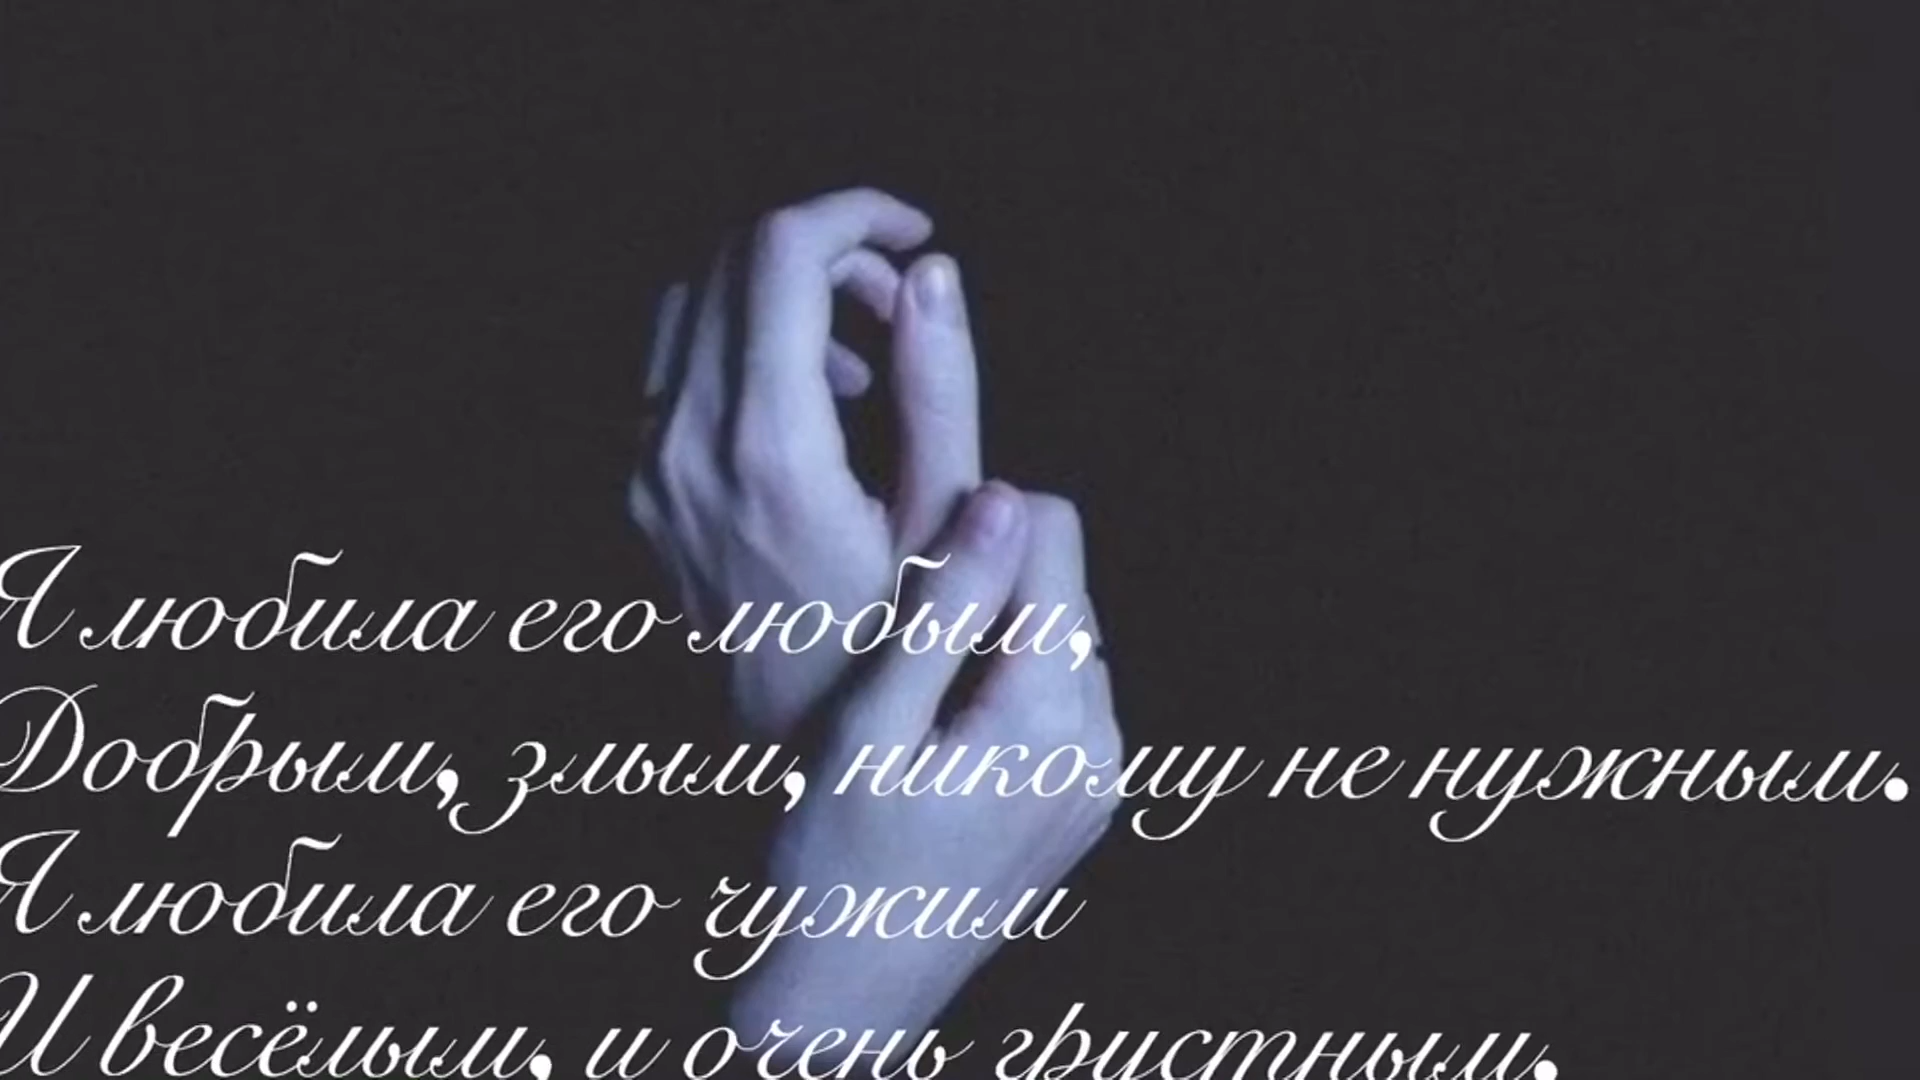 Я любила его любым,
Добрым, злым, никому не нужным.
Я любила его чужим
И весёлым, и очень грустным.